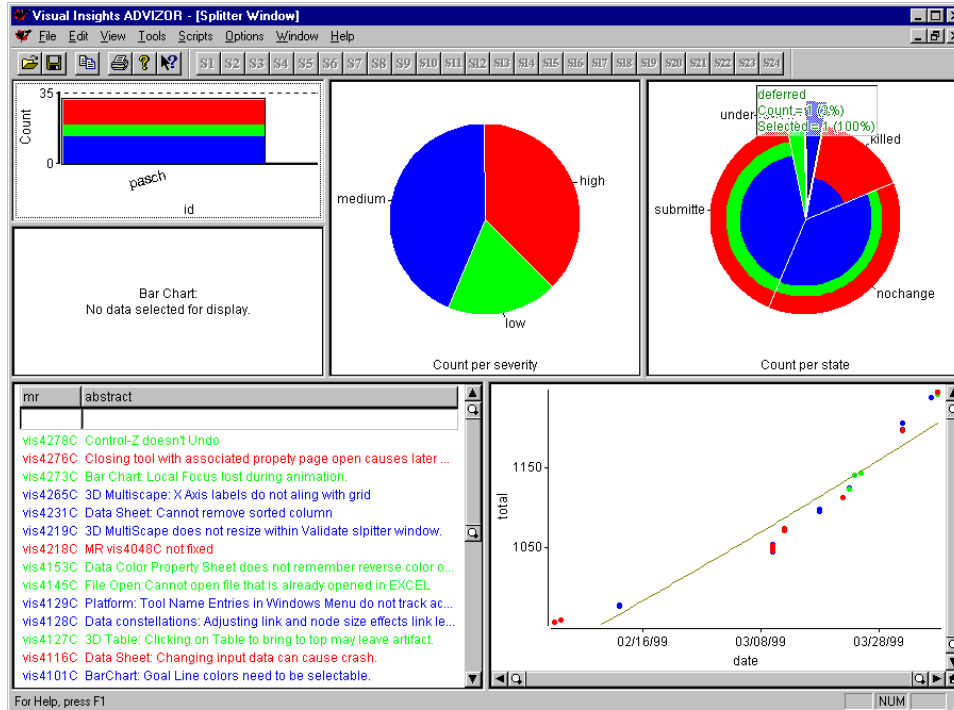 Visual Insights ADVIZOR - [Splitter Window]
File Edit View Tools Scripts Options Window Help
S1 S2 S3 S4 S5 S6 S7 S8 S9 S10 S11 S12 S13 S14 S15 S16 S17 S18 S19 S20 S21 S22 S23 S24
35
Count
0
pasch
id
Bar Chart:
No data selected for display.
medium
high
low
Count per severity
deferred
Count = 1 (3%)
Selected = 1 (100%)
under-
killed
submitte
nochange
Count per state
mr abstract
vis4278C Control-Z doesn't Undo
vis4276C Closing tool with associated propety page open causes later ...
vis4273C Bar Chart: Local Focus lost during animation.
vis4265C 3D Multiscape: X Axis labels do not aling with grid
vis4231C Data Sheet: Cannot remove sorted column
vis4219C 3D MultiScape does not resize within Validate slpitter window.
vis4218C MR vis4048C not fixed
vis4153C Data Color Property Sheet does not remember reverse color o...
vis4145C File Open:Cannot open file that is already opened in EXCEL
vis4129C Platform: Tool Name Entries in Windows Menu do not track ac...
vis4128C Data constellations: Adjusting link and node size effects link le...
vis4127C 3D Table: Clicking on Table to bring to top may leave artifact.
vis4116C Data Sheet: Changing input data can cause crash.
vis4101C BarChart: Goal Line colors need to be selectable.
1150
total
1050
02/16/99 03/08/99 03/28/99
date
For Help, press F1
NUM